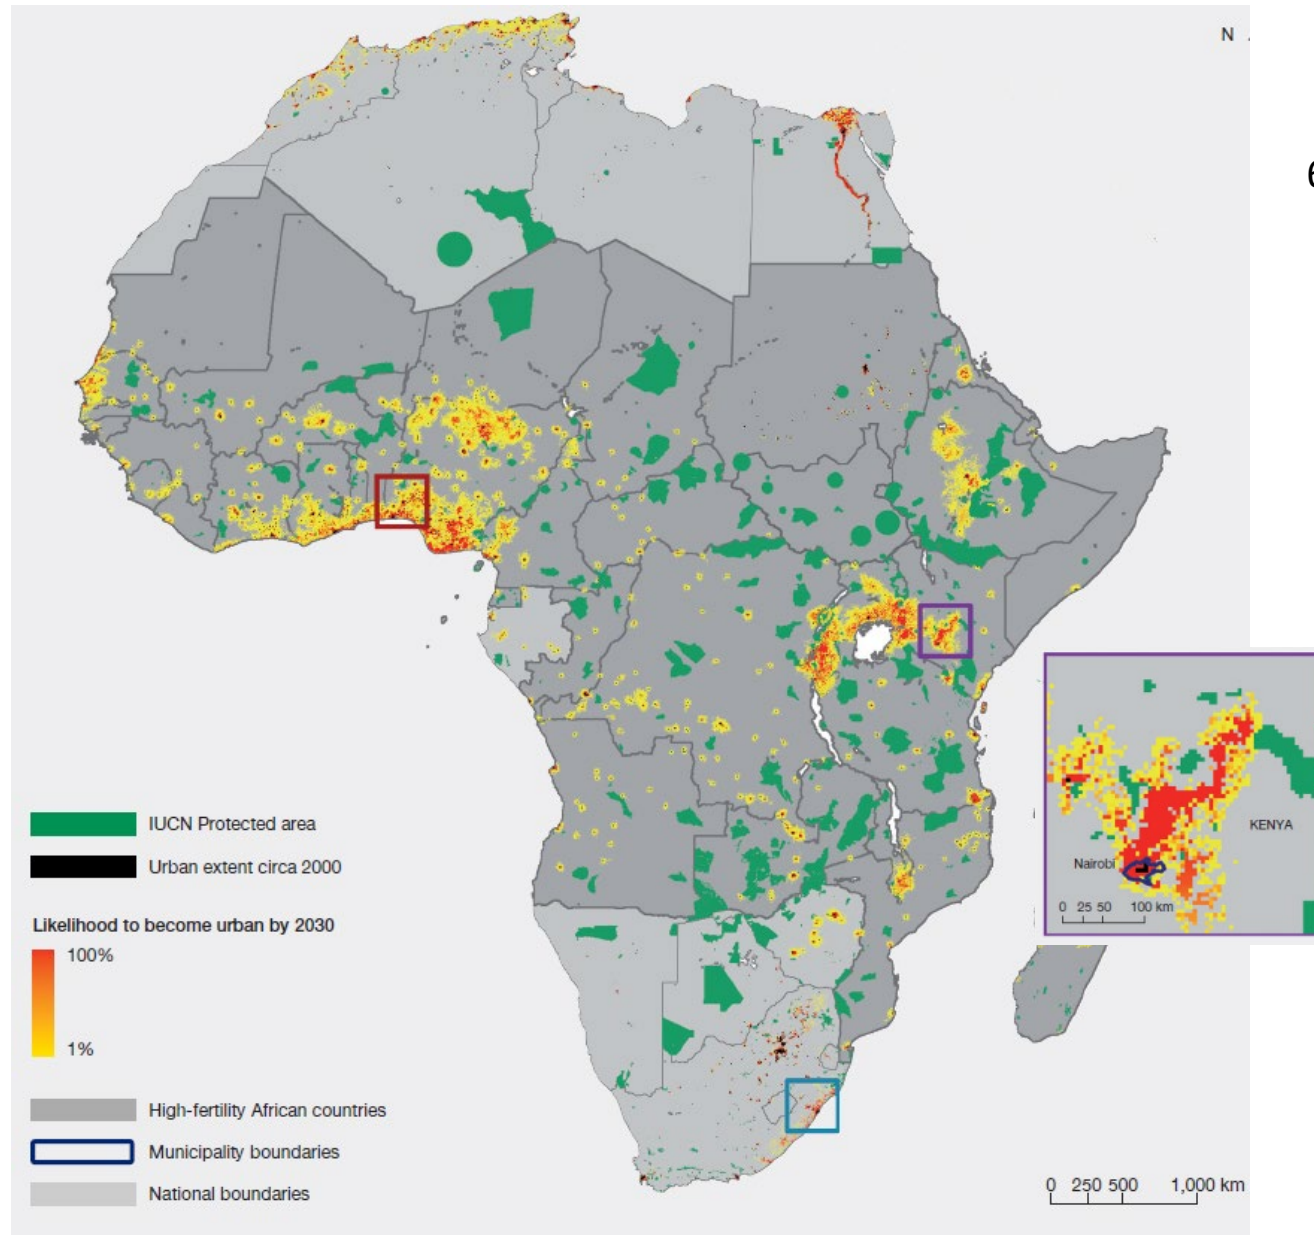 N
6
IUCN Protected area
Urban extent circa 2000
Likelihood to become urban by 2030
100%
1%
High-fertility African countries
Municipality boundaries
National boundaries
KENYA
Nairobi
0 25 50 100 km
0 250 500 1,000 km